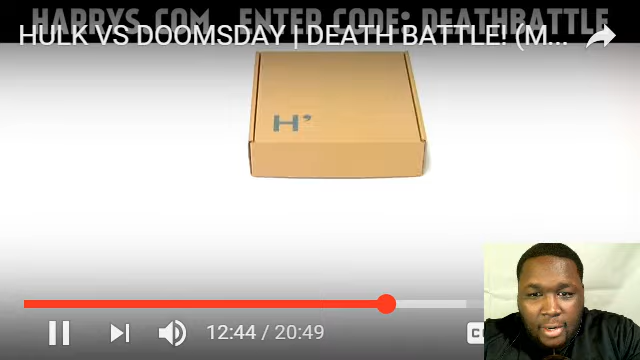 HARRYS.COM ENTER CODE: DEATHBATTLE
HULK VS DOOMSDAY | DEATH BATTLE! (M...
H'
12:44 / 20:49